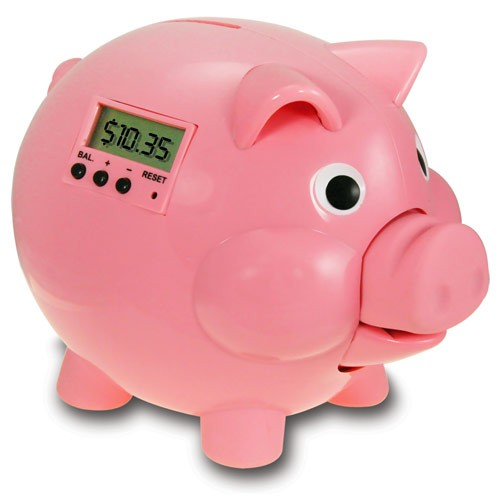 $10.35
BAL. + - RESET